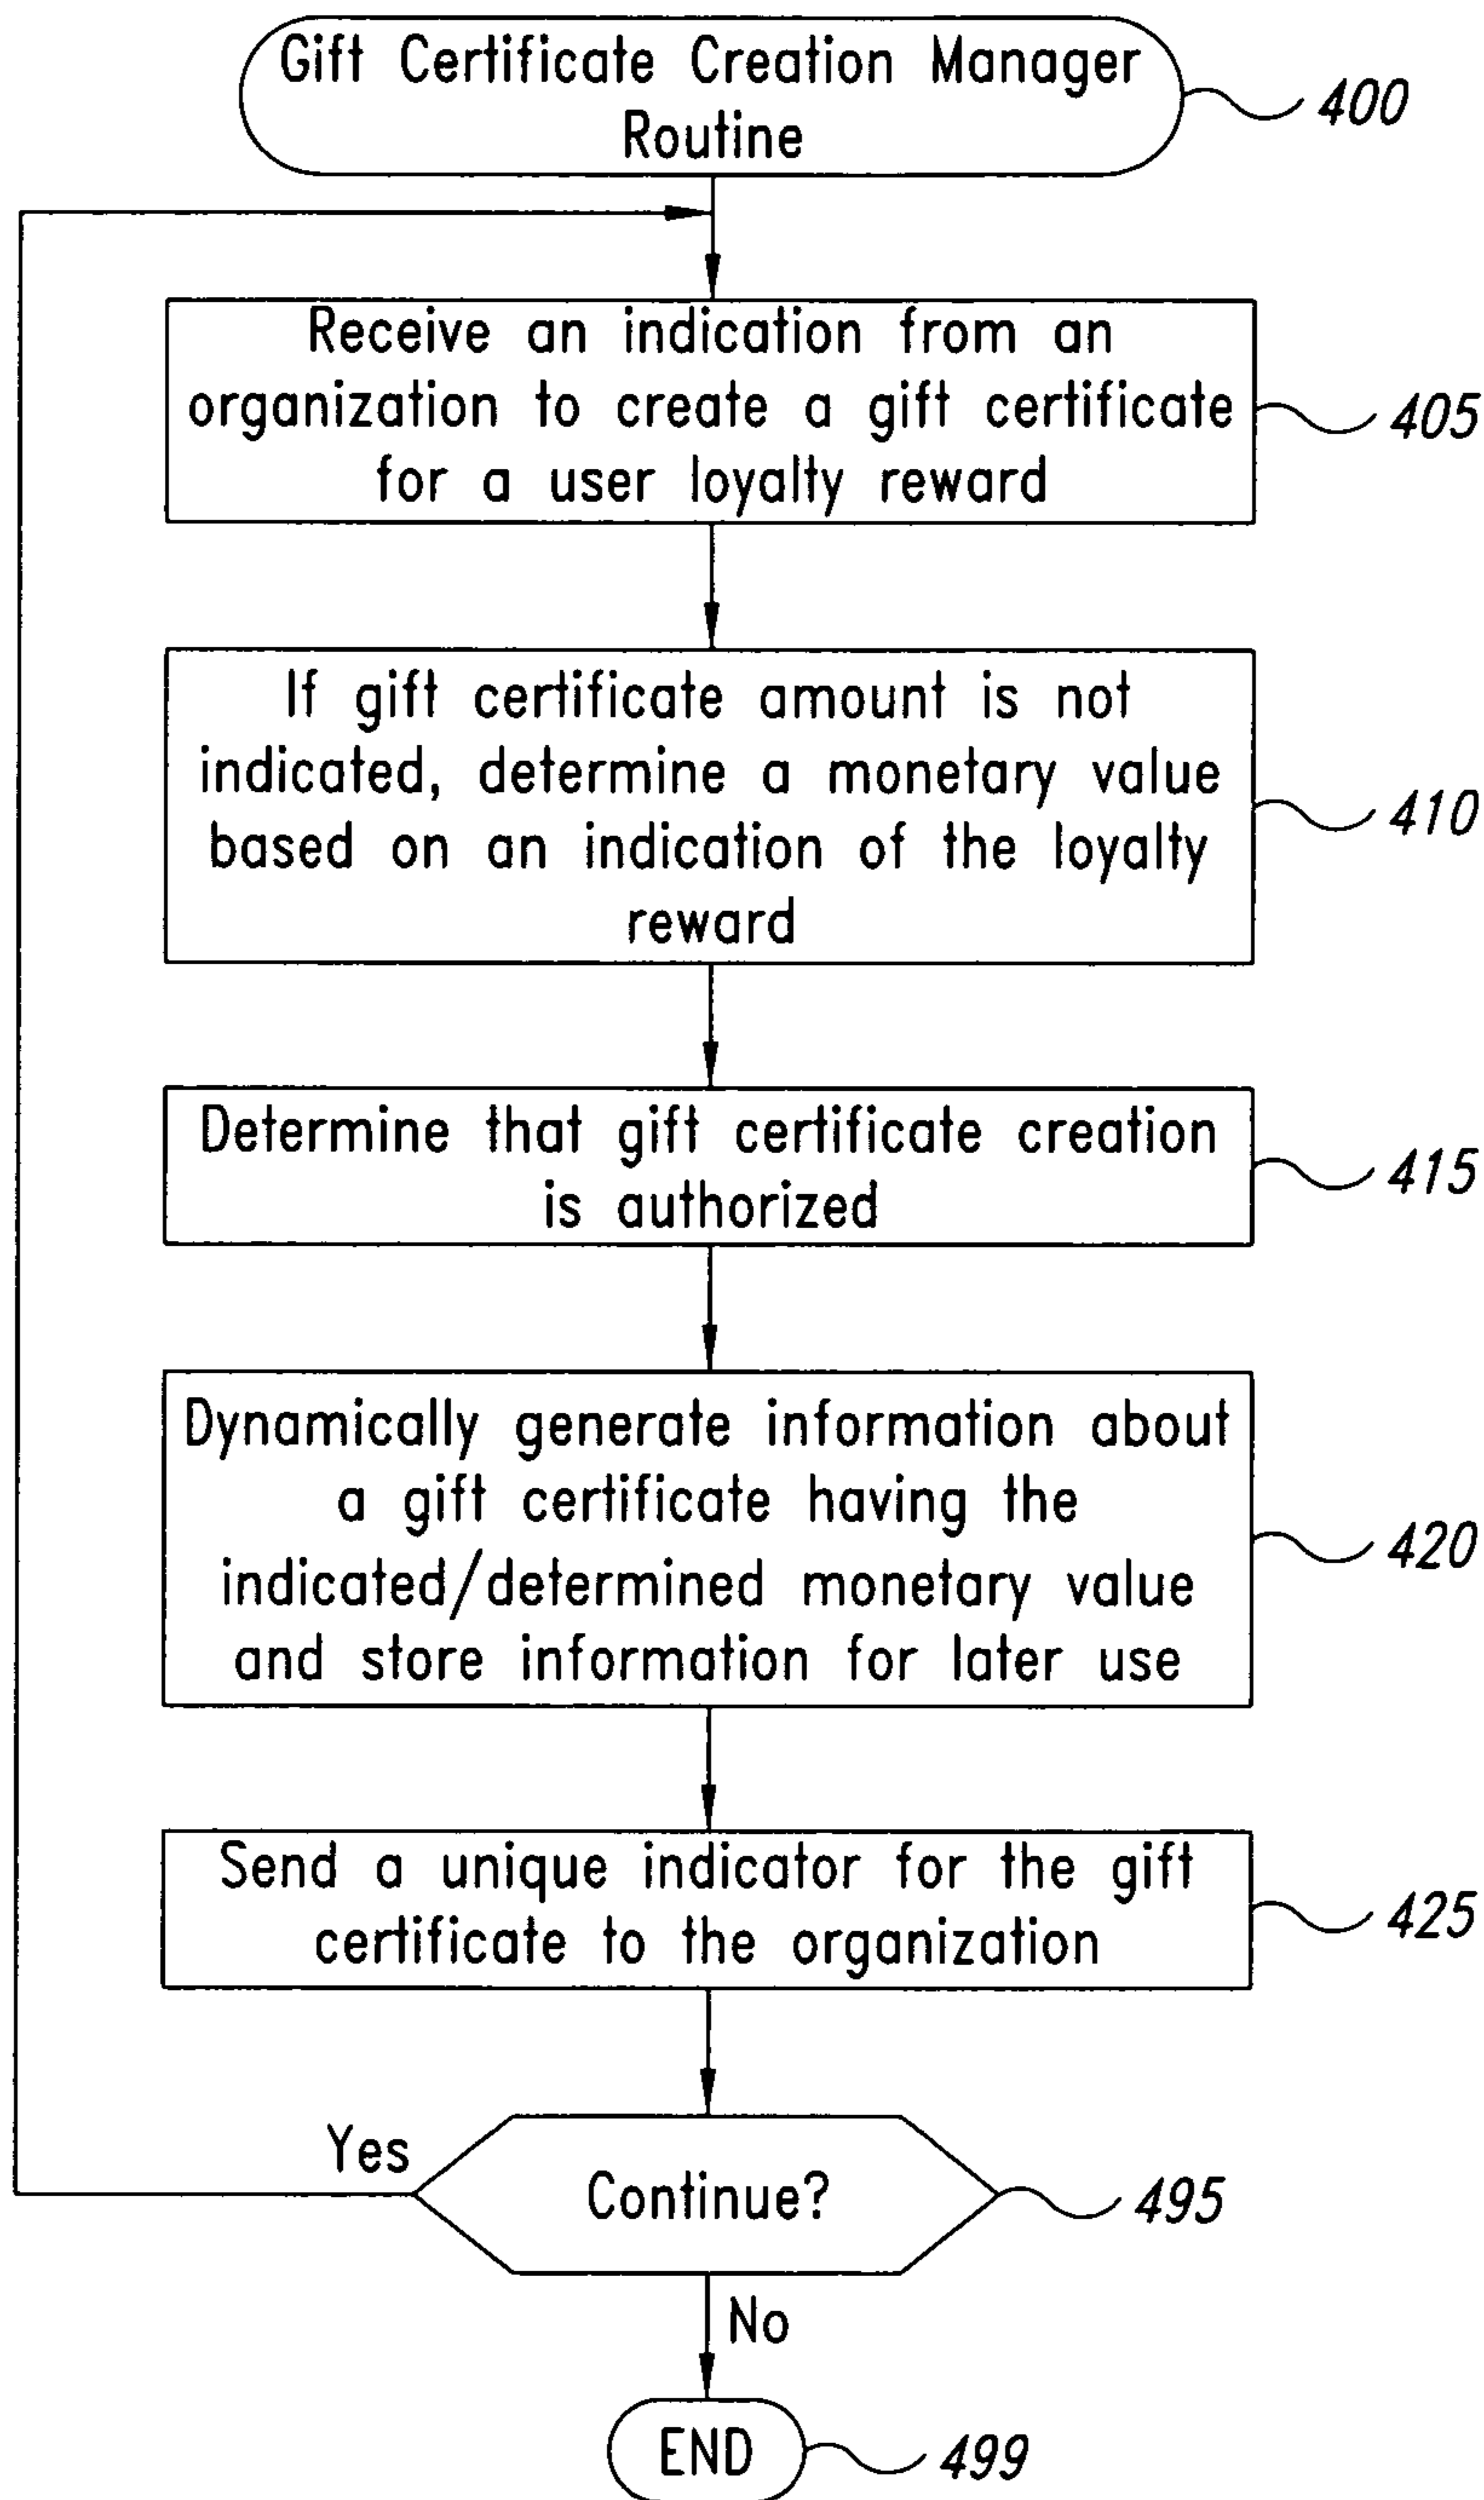 Gift Certificate Creation Manager
Routine
400
Receive an indication from an
organization to create a gift certificate
for a user loyalty reward
405
If gift certificate amount is not
indicated, determine a monetary value
based on an indication of the loyalty
reward
410
Determine that gift certificate creation
is authorized
415
Dynamically generate information about
a gift certificate having the
indicated/determined monetary value
and store information for later use
420
Send a unique indicator for the gift
certificate to the organization
425
Yes
Continue?
495
No
END
499